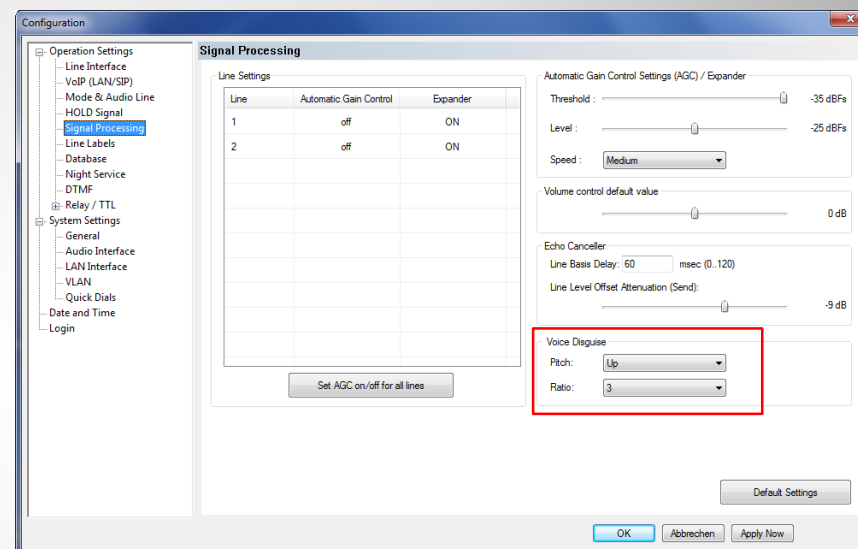 Configuration
Operation Settings
Line Interface
VoIP (LAN/SIP)
Mode & Audio Line
HOLD Signal
Signal Processing
Line Labels
Database
Night Service
DTMF
Relay / TTL
System Settings
General
Audio Interface
LAN Interface
VLAN
Quick Dials
Date and Time
Login
Signal Processing
Line Settings
Line Automatic Gain Control Expander
1 off ON
2 off ON
Set AGC on/off for all lines
Automatic Gain Control Settings (AGC) / Expander
Threshold : -35 dBFs
Level : -25 dBFs
Speed : Medium
Volume control default value
0 dB
Echo Canceller
Line Basis Delay: 60 msec (0..120)
Line Level Offset Attenuation (Send):
-9 dB
Voice Disguise
Pitch: Up
Ratio: 3
Default Settings
OK Abbrechen Apply Now